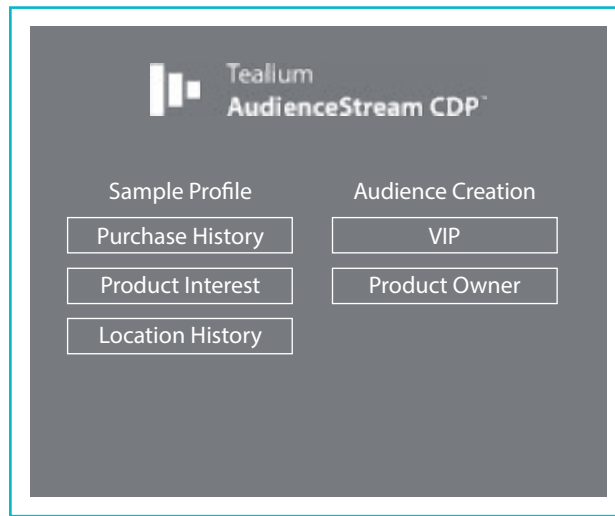 Tealium
AudienceStream CDP™
Sample Profile
Purchase History
Product Interest
Location History
Audience Creation
VIP
Product Owner